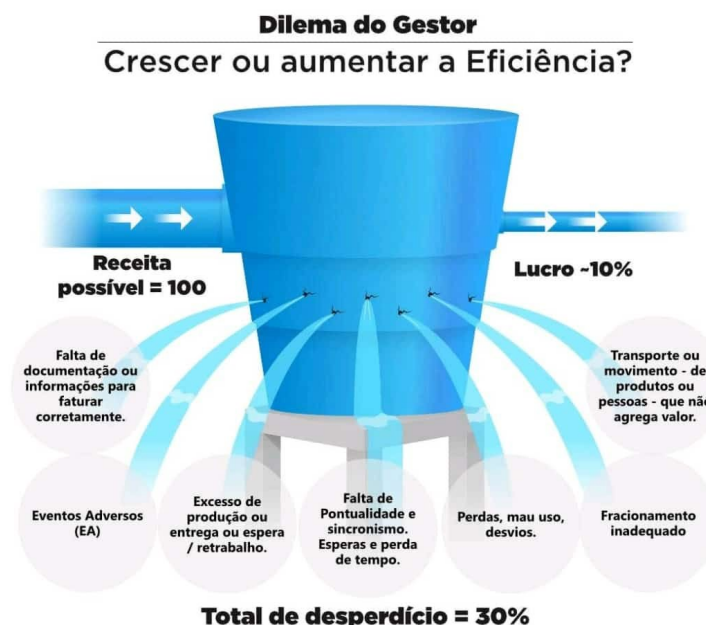 Dilema do Gestor
Crescer ou aumentar a Eficiência?
Receita
possível = 100
Lucro ~10%
Falta de
documentação ou
informações para
faturar
corretamente.
Transporte ou
movimento - de
produtos ou
pessoas - que não
agrega valor.
Eventos Adversos
(EA)
Excesso de
produção ou
entrega ou espera
/ retrabalho.
Falta de
Pontualidade e
sincronismo.
Esperas e perda
de tempo.
Perdas, mau uso,
desvios.
Fracionamento
inadequado
Total de desperdício = 30%